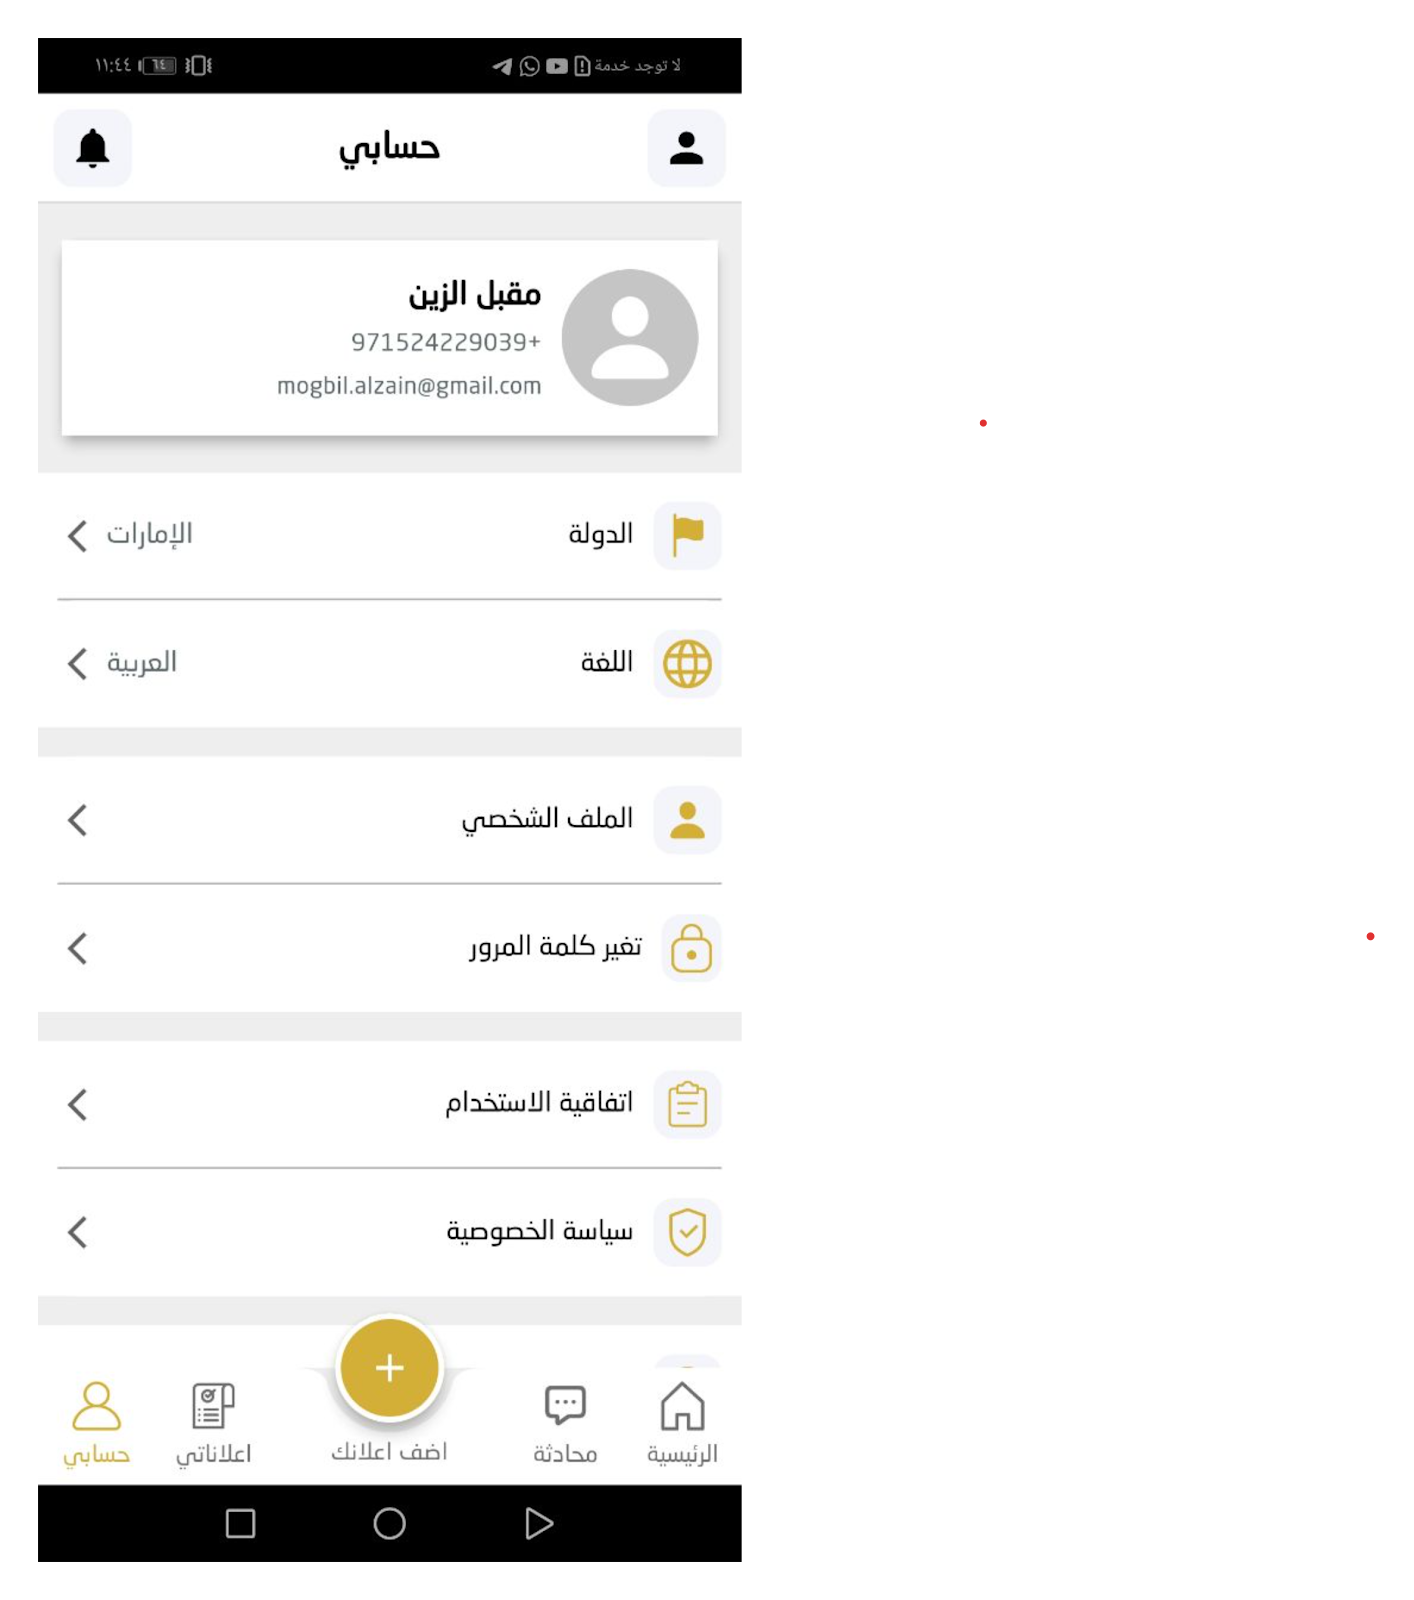 لا توجد خدمة ٦٤ ١١:٤٤
حسابي
مقبل الزين
971524229039+
mogbil.alzain@gmail.com
الدولة الإمارات
اللغة العربية
الملف الشخصي
تغير كلمة المرور
اتفاقية الاستخدام
سياسة الخصوصية
الرئيسية محادثة اضف اعلانك اعلاناتي حسابي